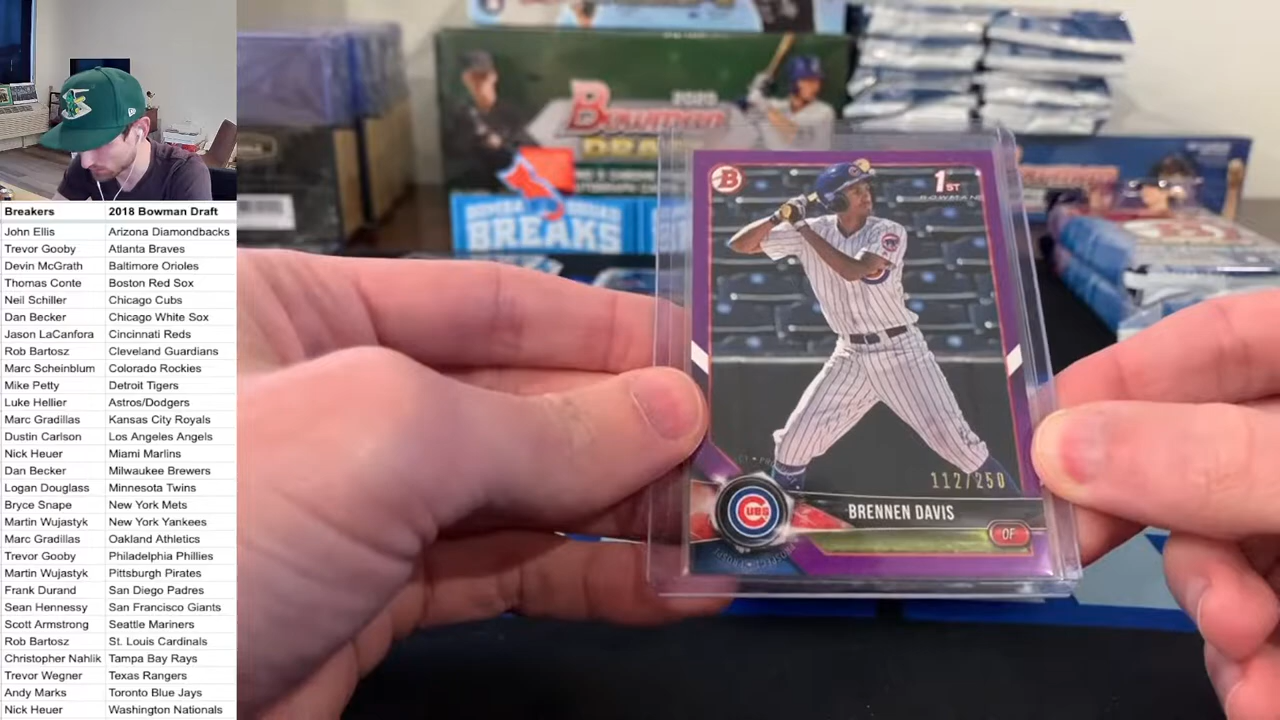 Breakers 2018 Bowman Draft
John Ellis Arizona Diamondbacks
Trevor Gooby Atlanta Braves
Devin McGrath Baltimore Orioles
Thomas Conte Boston Red Sox
Neil Schiller Chicago Cubs
Dan Becker Chicago White Sox
Jason LaCanfora Cincinnati Reds
Rob Bartosz Cleveland Guardians
Marc Scheinblum Colorado Rockies
Mike Petty Detroit Tigers
Luke Hellier Astros/Dodgers
Marc Gradillas Kansas City Royals
Dustin Carlson Los Angeles Angels
Nick Heuer Miami Marlins
Dan Becker Milwaukee Brewers
Logan Douglass Minnesota Twins
Bryce Snape New York Mets
Martin Wujastyk New York Yankees
Marc Gradillas Oakland Athletics
Trevor Gooby Philadelphia Phillies
Martin Wujastyk Pittsburgh Pirates
Frank Durand San Diego Padres
Sean Hennessy San Francisco Giants
Scott Armstrong Seattle Mariners
Rob Bartosz St. Louis Cardinals
Christopher Nahlik Tampa Bay Rays
Trevor Wegner Texas Rangers
Andy Marks Toronto Blue Jays
Nick Heuer Washington Nationals
2020
Bowman
BREAKS
B
1ST
BOWMAN
112/250
CUBS
BRENNEN DAVIS
OF